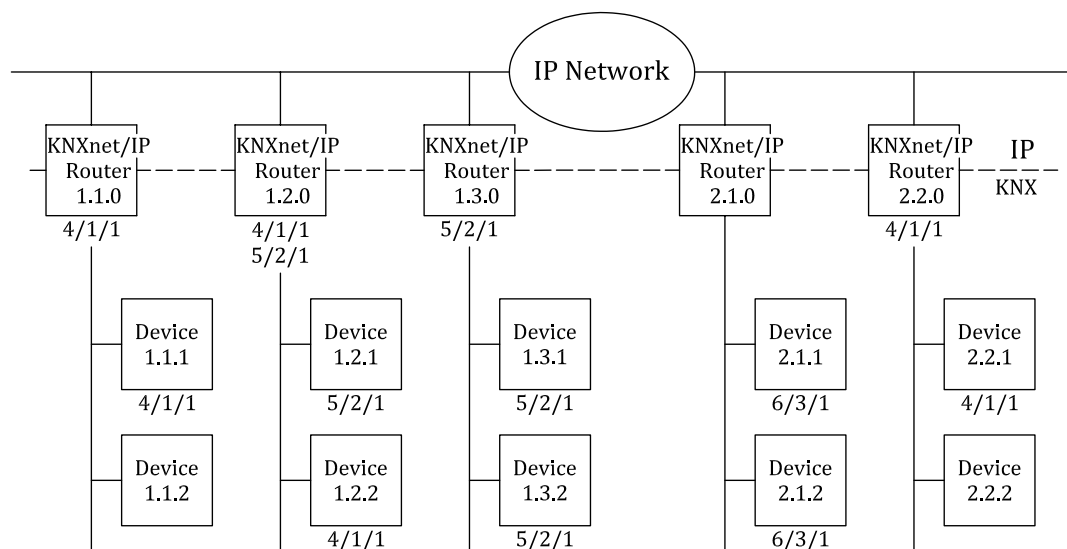 IP Network
KNXnet/IP
Router
1.1.0
4/1/1
KNXnet/IP
Router
1.2.0
4/1/1
5/2/1
KNXnet/IP
Router
1.3.0
5/2/1
KNXnet/IP
Router
2.1.0
KNXnet/IP
Router
2.2.0
4/1/1
IP
KNX
Device
1.1.1
4/1/1
Device
1.2.1
5/2/1
Device
1.3.1
5/2/1
Device
2.1.1
6/3/1
Device
2.2.1
4/1/1
Device
1.1.2
Device
1.2.2
4/1/1
Device
1.3.2
5/2/1
Device
2.1.2
6/3/1
Device
2.2.2